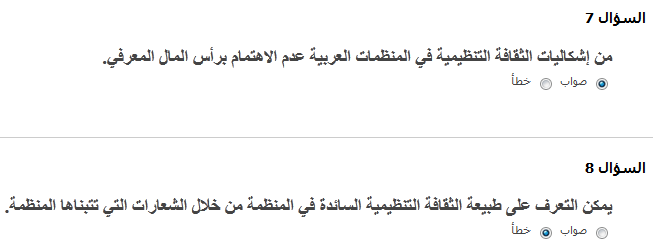 السؤال 7
من إشكاليات الثقافة التنظيمية في المنظمات العربية عدم الاهتمام برأس المال المعرفي.
صواب خطأ
السؤال 8
يمكن التعرف على طبيعة الثقافة التنظيمية السائدة في المنظمة من خلال الشعارات التي تتبناها المنظمة.
صواب خطأ